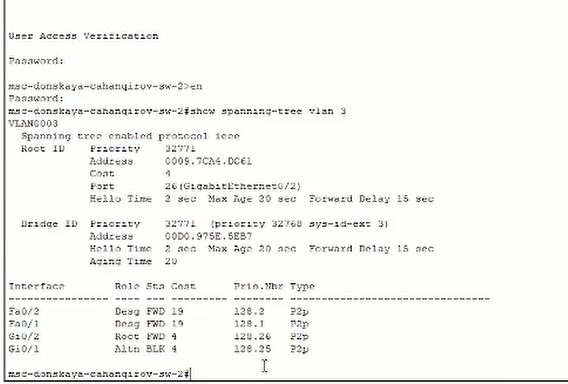 User Access Verification
Password:
msc-donskaya-cahangirov-sw-2>en
Password:
msc-donskaya-cahangirov-sw-2#show spanning-tree vlan 3
VLAN0003
Spanning tree enabled protocol ieee
Root ID Priority 32771
Address 0009.7CA4.DC61
Cost 4
Port 26(GigabitEthernet0/2)
Hello Time 2 sec Max Age 20 sec Forward Delay 15 sec
Bridge ID Priority 32771 (priority 32768 sys-id-ext 3)
Address 00D0.975E.5EB7
Hello Time 2 sec Max Age 20 sec Forward Delay 15 sec
Aging Time 20
Interface Role Sts Cost Prio.Nbr Type
---------------- ---- --- --------- -------- --------------------------------
Fa0/2 Desg FWD 19 128.2 P2p
Fa0/1 Desg FWD 19 128.1 P2p
Gi0/2 Root FWD 4 128.26 P2p
Gi0/1 Altn BLK 4 128.25 P2p
msc-donskaya-cahangirov-sw-2#